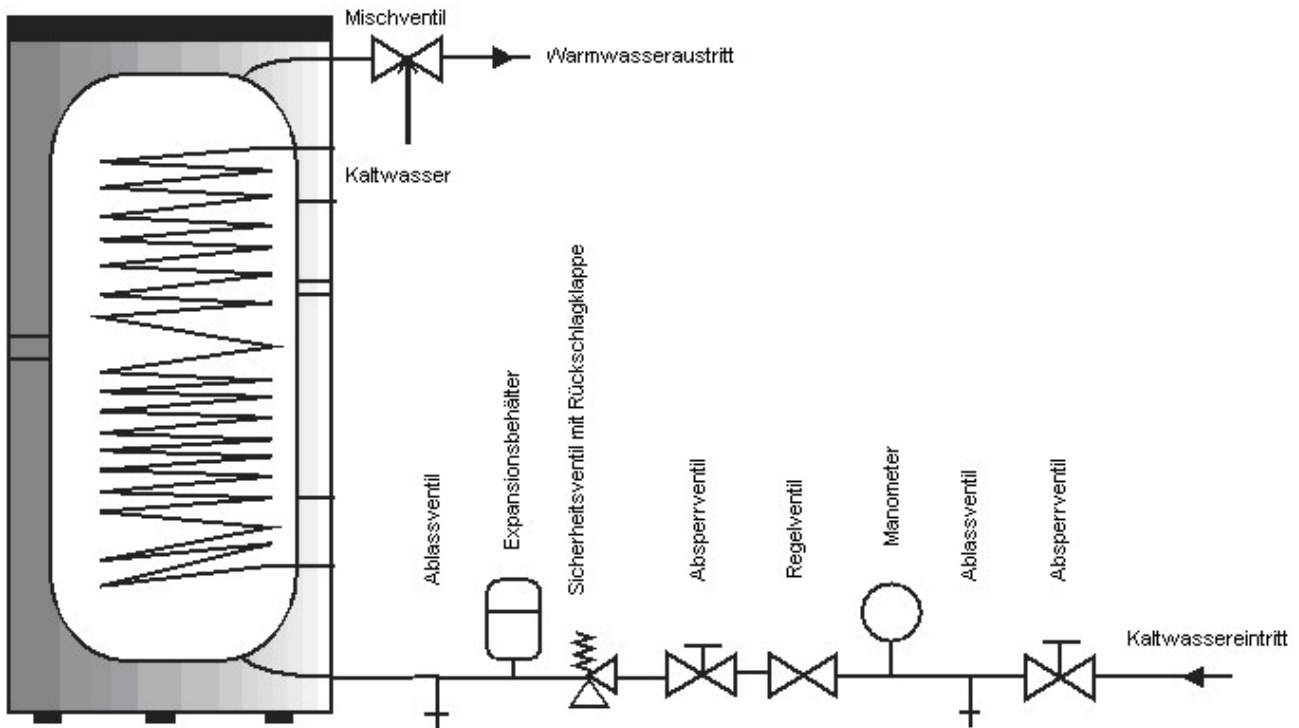 Mischventil
Warmwasseraustritt
Kaltwasser
Ablassventil
Expansionsbehälter
Sicherheitsventil mit Rückschlagklappe
Absperrventil
Regelventil
Manometer
Ablassventil
Absperrventil
Kaltwassereintritt